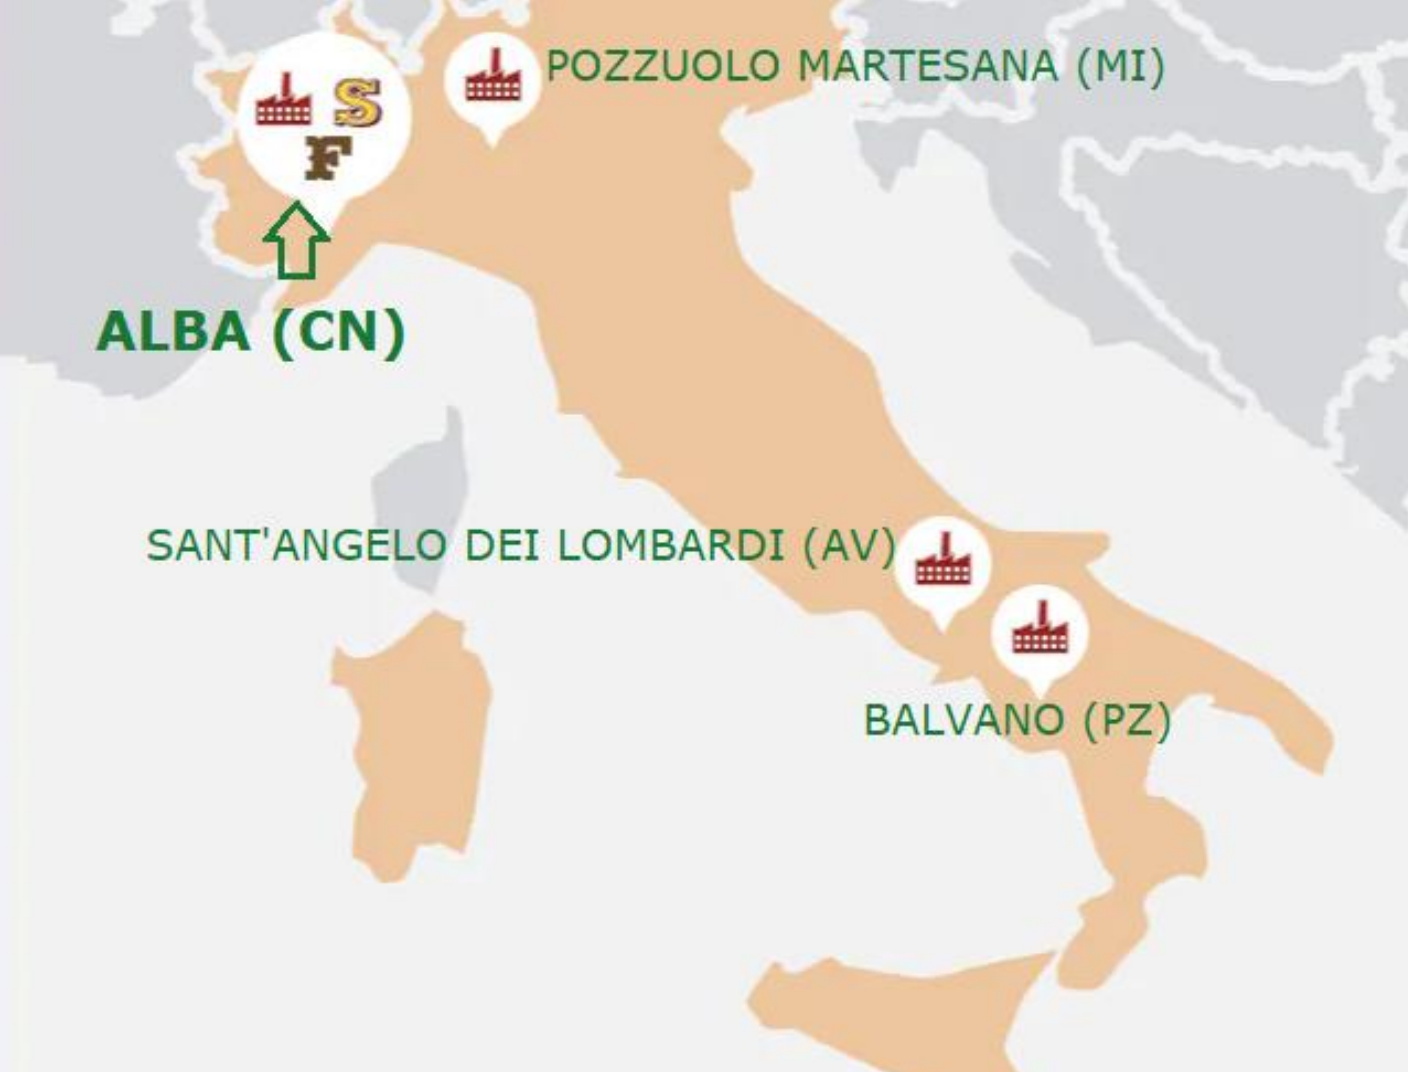 POZZUOLO MARTESANA (MI)
S
F
ALBA (CN)
SANT'ANGELO DEI LOMBARDI (AV)
BALVANO (PZ)